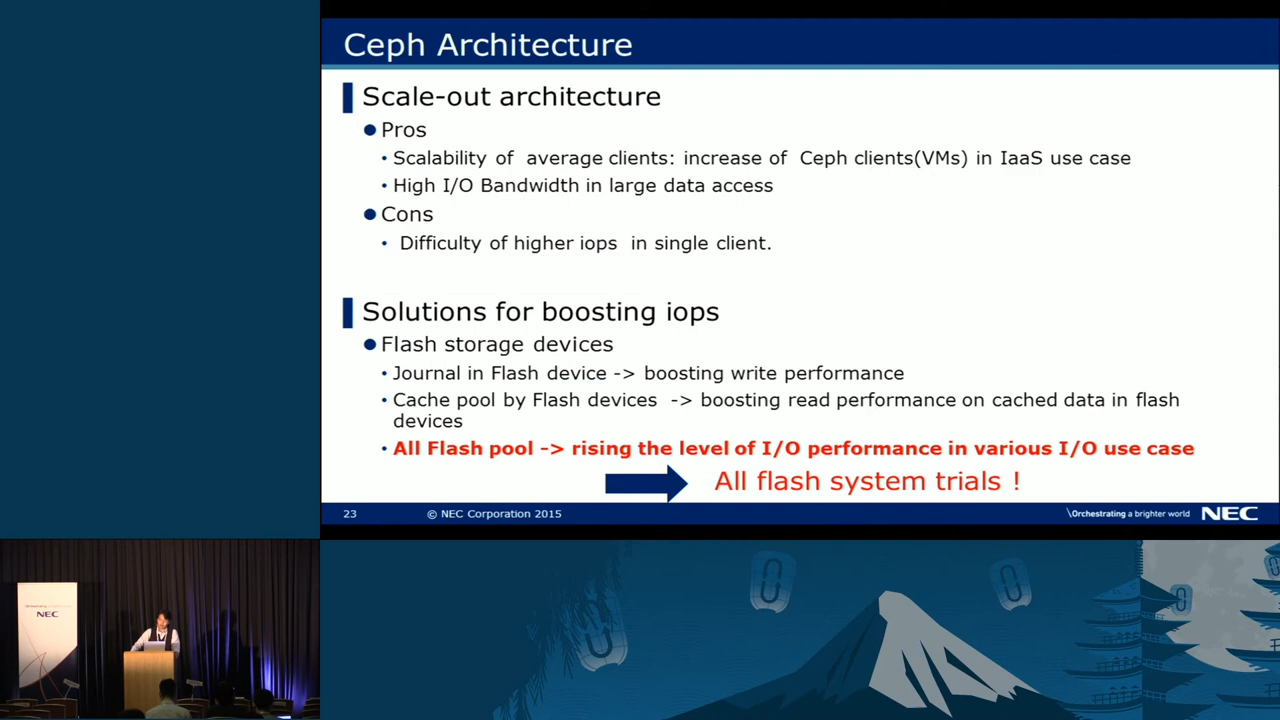 Ceph Architecture
Scale-out architecture
Pros
Scalability of average clients: increase of Ceph clients(VMs) in IaaS use case
High I/O Bandwidth in large data access
Cons
Difficulty of higher iops in single client.
Solutions for boosting iops
Flash storage devices
Journal in Flash device -> boosting write performance
Cache pool by Flash devices -> boosting read performance on cached data in flash
devices
All Flash pool -> rising the level of I/O performance in various I/O use case
All flash system trials !
23
© NEC Corporation 2015
\Orchestrating a brighter world
NEC
NEC